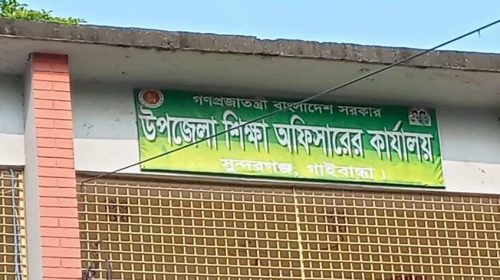 গণপ্রজাতন্ত্রী বাংলাদেশ সরকার
উপজেলা শিক্ষা অফিসারের কার্যালয়
সুন্দরগঞ্জ, গাইবান্ধা।